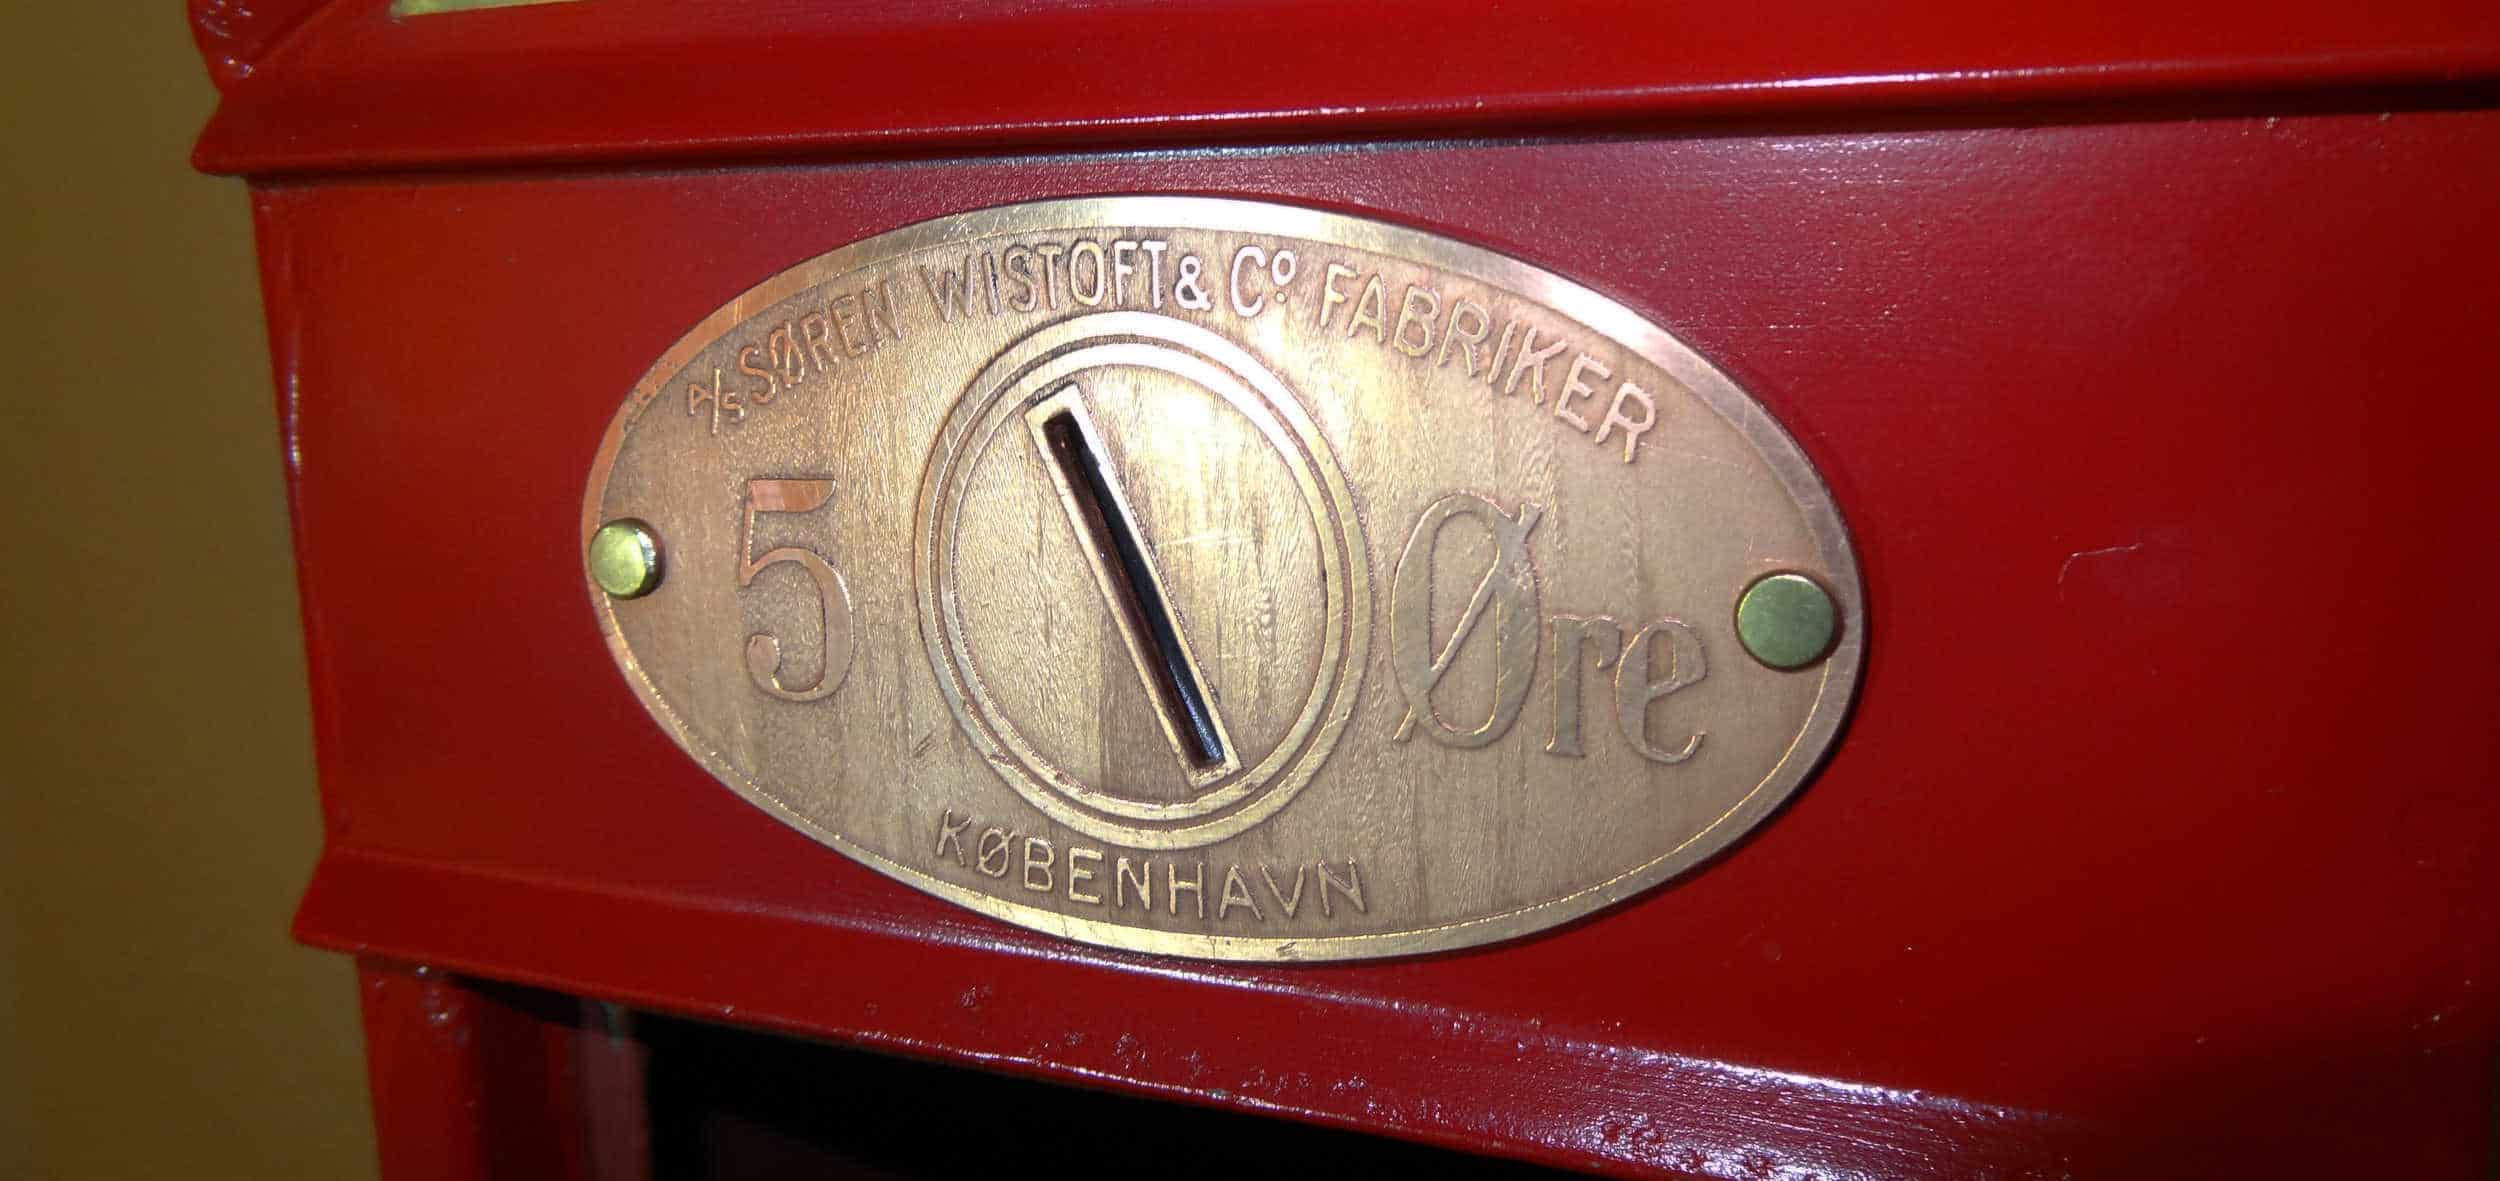 A/S SØREN WISTOFT & Cº FABRIKER
5 Øre
KØBENHAVN